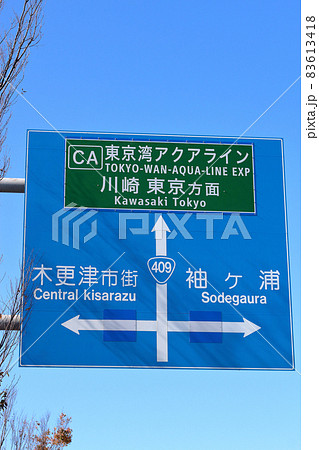 CA 東京湾アクアライン
TOKYO-WAN-AQUA-LINE EXP
川崎 東京方面
Kawasaki Tokyo
PIXTA
409
木更津市街 袖ヶ浦
Central kisarazu Sodegaura
pixta.jp - 83613418